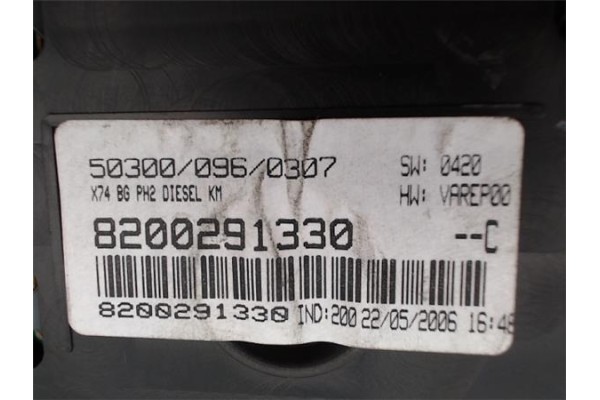 50300/096/0307 SW: 0420
X74 BG PH2 DIESEL KM HW: VAREP00
8200291330 --C
8200291330 IND:200 22/05/2006 16:48